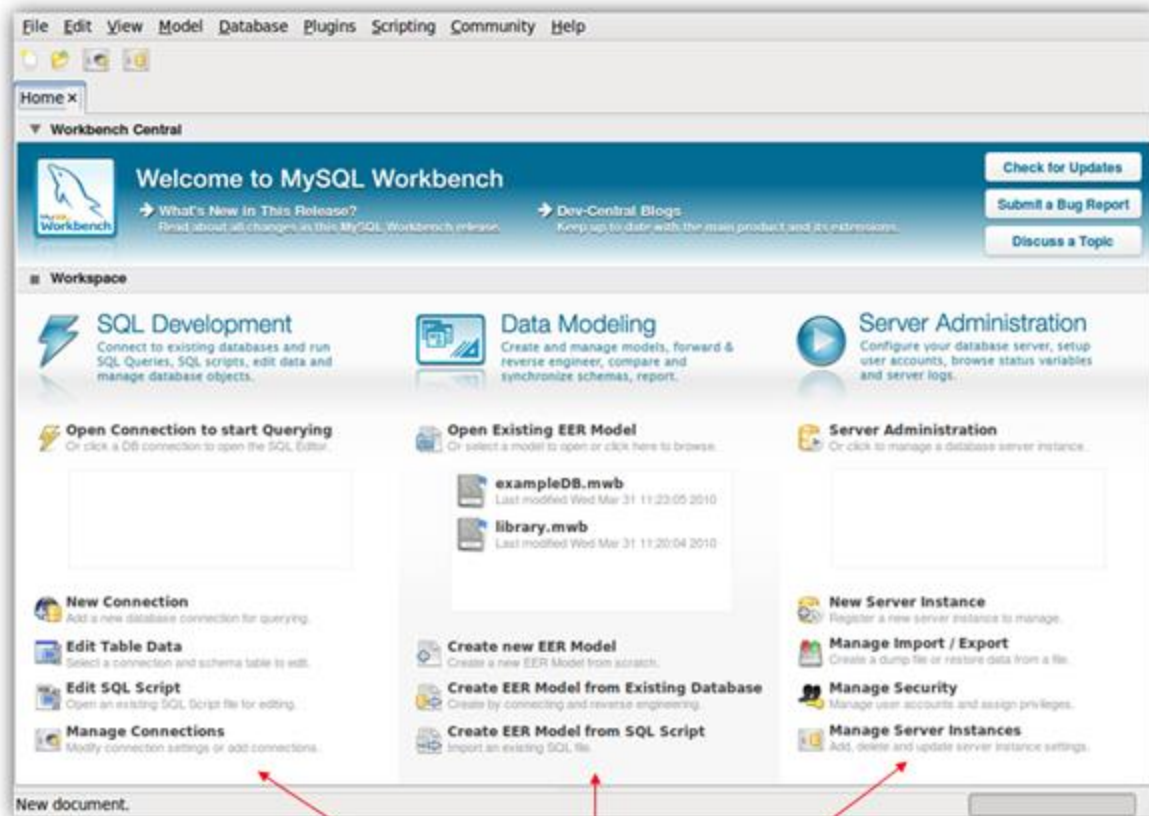 File Edit View Model Database Plugins Scripting Community Help
Home x
Workbench Central
MySQL
Workbench
Welcome to MySQL Workbench
What's New In This Release?
Read about all changes in this MySQL Workbench release.
Dev-Central Blogs
Keep up to date with the main product and its extensions.
Check for Updates
Submit a Bug Report
Discuss a Topic
Workspace
SQL Development
Connect to existing databases and run
SQL Queries, SQL scripts, edit data and
manage database objects.
Open Connection to start Querying
Or click a DB connection to open the SQL Editor.
New Connection
Add a new database connection for querying.
Edit Table Data
Select a connection and schema table to edit.
Edit SQL Script
Open an existing SQL Script file for editing.
Manage Connections
Modify connection settings or add connections.
Data Modeling
Create and manage models, forward &
reverse engineer, compare and
synchronize schemas, report.
Open Existing EER Model
Or select a model to open or click here to browse.
exampleDB.mwb
Last modified Wed Mar 31 11:23:05 2010
library.mwb
Last modified Wed Mar 31 11:20:04 2010
Create new EER Model
Create a new EER Model from scratch.
Create EER Model from Existing Database
Create by connecting and reverse engineering.
Create EER Model from SQL Script
Import an existing SQL file.
Server Administration
Configure your database server, setup
user accounts, browse status variables
and server logs.
Server Administration
Or click to manage a database server instance.
New Server Instance
Register a new server instance to manage.
Manage Import / Export
Create a dump file or restore data from a file.
Manage Security
Manage user accounts and assign privileges.
Manage Server Instances
Add, delete and update server instance settings.
New document.